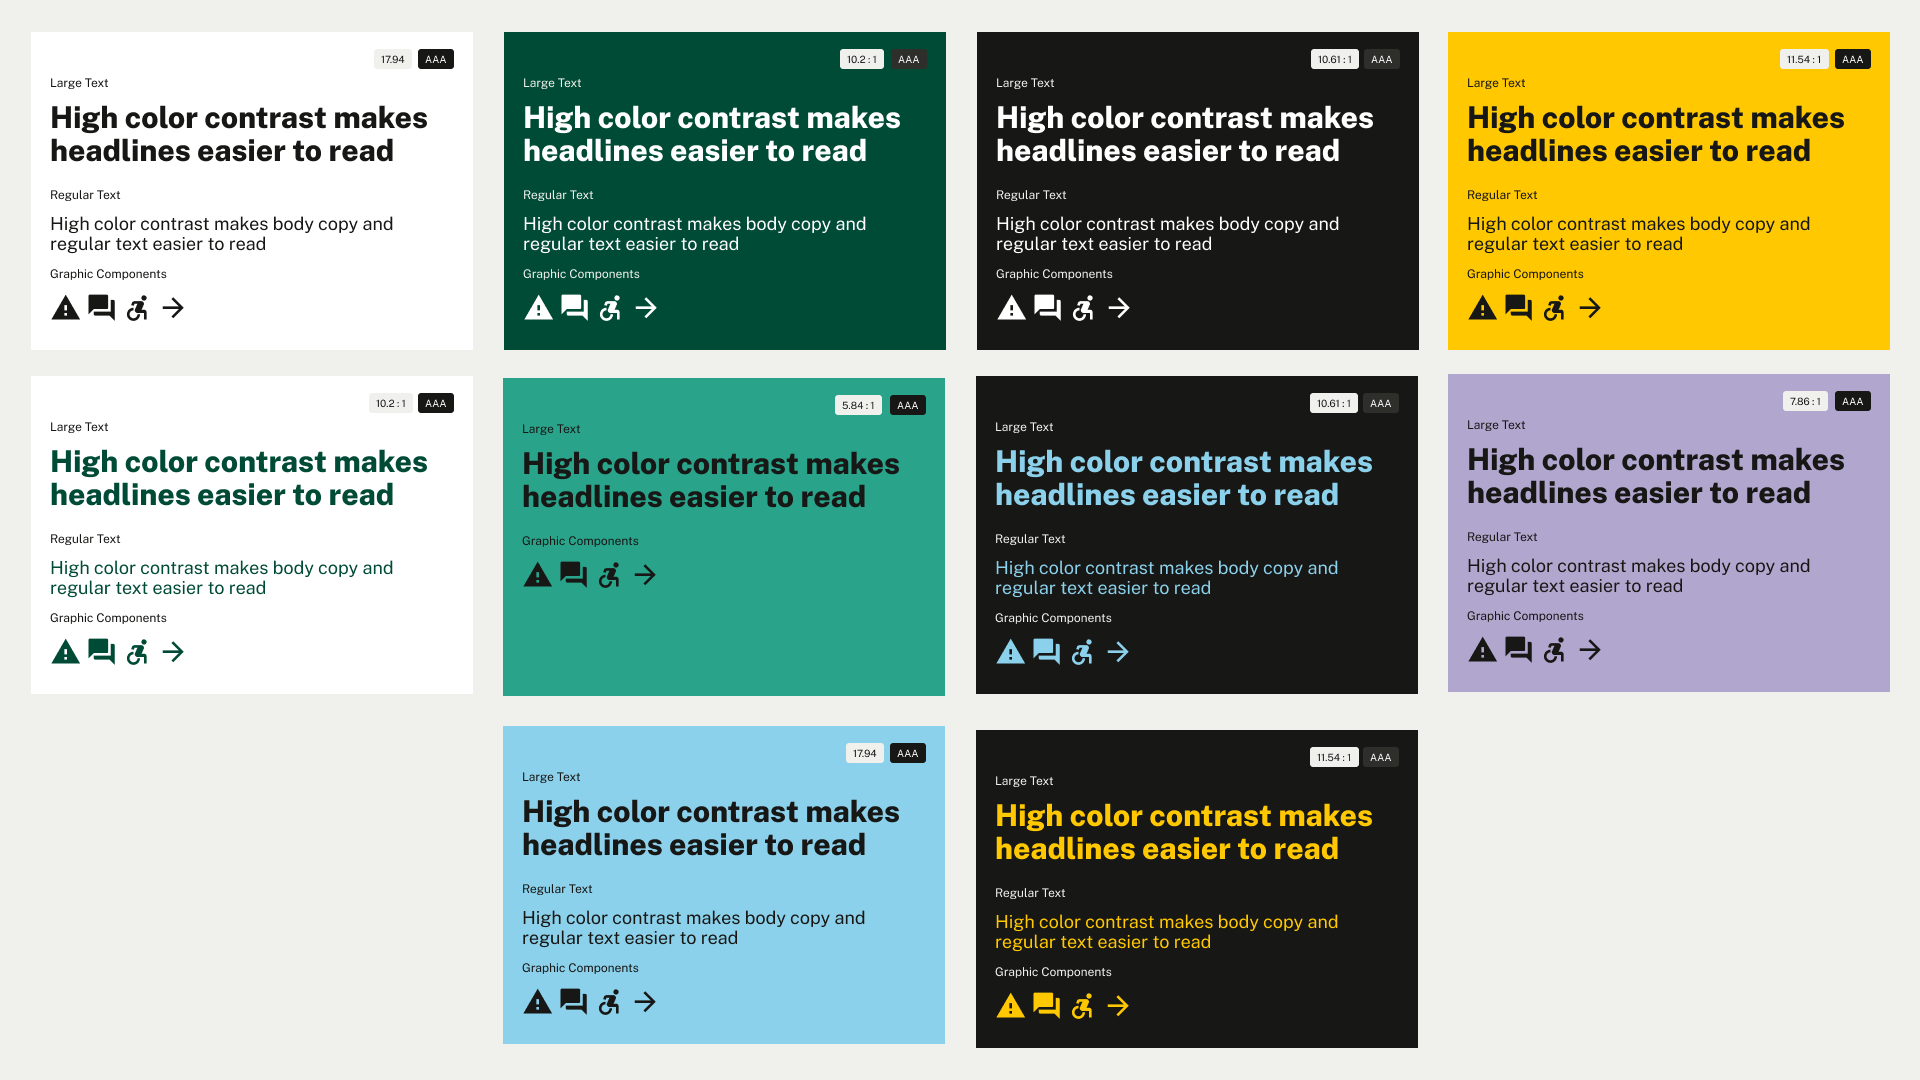 17.94 AAA
Large Text
High color contrast makes
headlines easier to read
Regular Text
High color contrast makes body copy and
regular text easier to read
Graphic Components
10.2 : 1 AAA
Large Text
High color contrast makes
headlines easier to read
Regular Text
High color contrast makes body copy and
regular text easier to read
Graphic Components
10.61 : 1 AAA
Large Text
High color contrast makes
headlines easier to read
Regular Text
High color contrast makes body copy and
regular text easier to read
Graphic Components
11.54 : 1 AAA
Large Text
High color contrast makes
headlines easier to read
Regular Text
High color contrast makes body copy and
regular text easier to read
Graphic Components
10.2 : 1 AAA
Large Text
High color contrast makes
headlines easier to read
Regular Text
High color contrast makes body copy and
regular text easier to read
Graphic Components
5.84 : 1 AAA
Large Text
High color contrast makes
headlines easier to read
Graphic Components
10.61 : 1 AAA
Large Text
High color contrast makes
headlines easier to read
Regular Text
High color contrast makes body copy and
regular text easier to read
Graphic Components
7.86 : 1 AAA
Large Text
High color contrast makes
headlines easier to read
Regular Text
High color contrast makes body copy and
regular text easier to read
Graphic Components
17.94 AAA
Large Text
High color contrast makes
headlines easier to read
Regular Text
High color contrast makes body copy and
regular text easier to read
Graphic Components
11.54 : 1 AAA
Large Text
High color contrast makes
headlines easier to read
Regular Text
High color contrast makes body copy and
regular text easier to read
Graphic Components